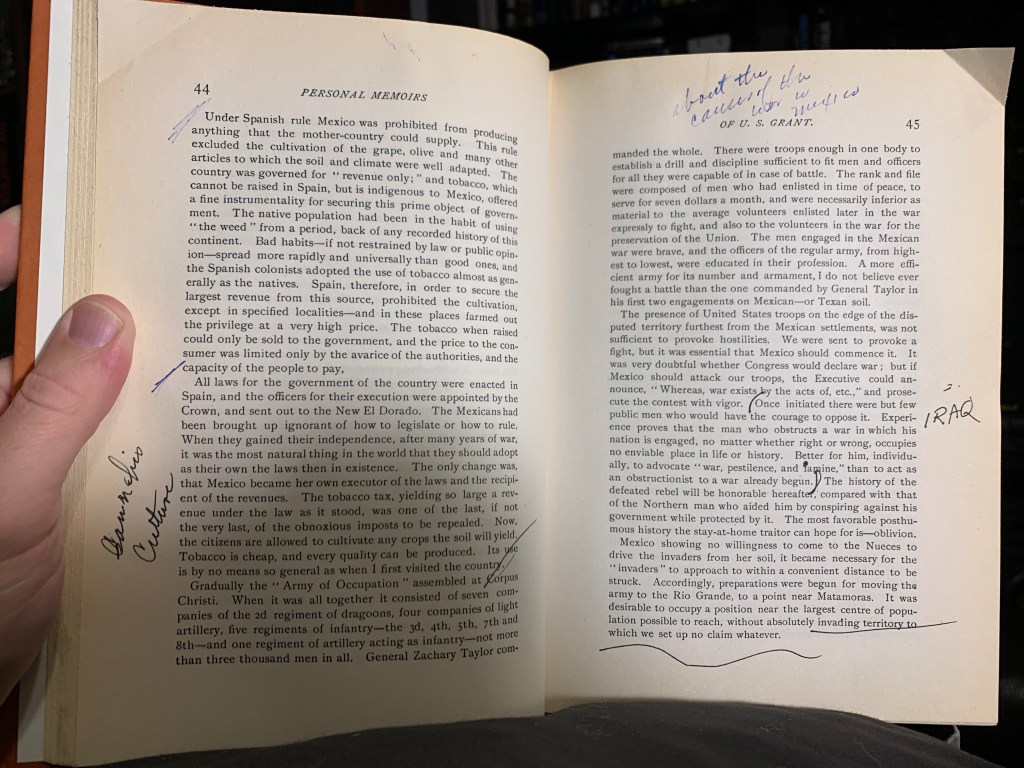 44
PERSONAL MEMOIRS
Under Spanish rule Mexico was prohibited from producing
anything that the mother-country could supply. This rule
excluded the cultivation of the grape, olive and many other
articles to which the soil and climate were well adapted. The
country was governed for "revenue only;" and tobacco, which
cannot be raised in Spain, but is indigenous to Mexico, offered
a fine instrumentality for securing this prime object of govern-
ment. The native population had been in the habit of using
"the weed" from a period, back of any recorded history of this
continent. Bad habits—if not restrained by law or public opin-
ion—spread more rapidly and universally than good ones, and
the Spanish colonists adopted the use of tobacco almost as gen-
erally as the natives. Spain, therefore, in order to secure the
largest revenue from this source, prohibited the cultivation,
except in specified localities—and in these places farmed out
the privilege at a very high price. The tobacco when raised
could only be sold to the government, and the price to the con-
sumer was limited only by the avarice of the authorities, and the
capacity of the people to pay.
All laws for the government of the country were enacted in
Spain, and the officers for their execution were appointed by the
Crown, and sent out to the New El Dorado. The Mexicans had
been brought up ignorant of how to legislate or how to rule.
When they gained their independence, after many years of war,
it was the most natural thing in the world that they should adopt
as their own the laws then in existence. The only change was,
that Mexico became her own executor of the laws and the recipi-
ent of the revenues. The tobacco tax, yielding so large a rev-
enue under the law as it stood, was one of the last, if not
the very last, of the obnoxious imposts to be repealed. Now,
the citizens are allowed to cultivate any crops the soil will yield.
Tobacco is cheap, and every quality can be produced. Its use
is by no means so general as when I first visited the country.
Gradually the "Army of Occupation" assembled at Corpus
Christi. When it was all together it consisted of seven com-
panies of the 2d regiment of dragoons, four companies of light
artillery, five regiments of infantry—the 3d, 4th, 5th, 7th and
8th—and one regiment of artillery acting as infantry—not more
than three thousand men in all. General Zachary Taylor com-
Culture
about the
causes of the
war in
mexico
OF U. S. GRANT.
45
manded the whole. There were troops enough in one body to
establish a drill and discipline sufficient to fit men and officers
for all they were capable of in case of battle. The rank and file
were composed of men who had enlisted in time of peace, to
serve for seven dollars a month, and were necessarily inferior as
material to the average volunteers enlisted later in the war
expressly to fight, and also to the volunteers in the war for the
preservation of the Union. The men engaged in the Mexican
war were brave, and the officers of the regular army, from high-
est to lowest, were educated in their profession. A more effi-
cient army for its number and armament, I do not believe ever
fought a battle than the one commanded by General Taylor in
his first two engagements on Mexican—or Texan soil.
The presence of United States troops on the edge of the dis-
puted territory furthest from the Mexican settlements, was not
sufficient to provoke hostilities. We were sent to provoke a
fight, but it was essential that Mexico should commence it. It
was very doubtful whether Congress would declare war; but if
Mexico should attack our troops, the Executive could an-
nounce, "Whereas, war exists by the acts of, etc.," and prose-
cute the contest with vigor. Once initiated there were but few
public men who would have the courage to oppose it. Experi-
ence proves that the man who obstructs a war in which his
nation is engaged, no matter whether right or wrong, occupies
no enviable place in life or history. Better for him, individu-
ally, to advocate "war, pestilence, and famine," than to act as
an obstructionist to a war already begun. The history of the
defeated rebel will be honorable hereafter, compared with that
of the Northern man who aided him by conspiring against his
government while protected by it. The most favorable posthu-
mous history the stay-at-home traitor can hope for is—oblivion.
Mexico showing no willingness to come to the Nueces to
drive the invaders from her soil, it became necessary for the
"invaders" to approach to within a convenient distance to be
struck. Accordingly, preparations were begun for moving the
army to the Rio Grande, to a point near Matamoras. It was
desirable to occupy a position near the largest centre of popu-
lation possible to reach, without absolutely invading territory to
which we set up no claim whatever.
IRAQ